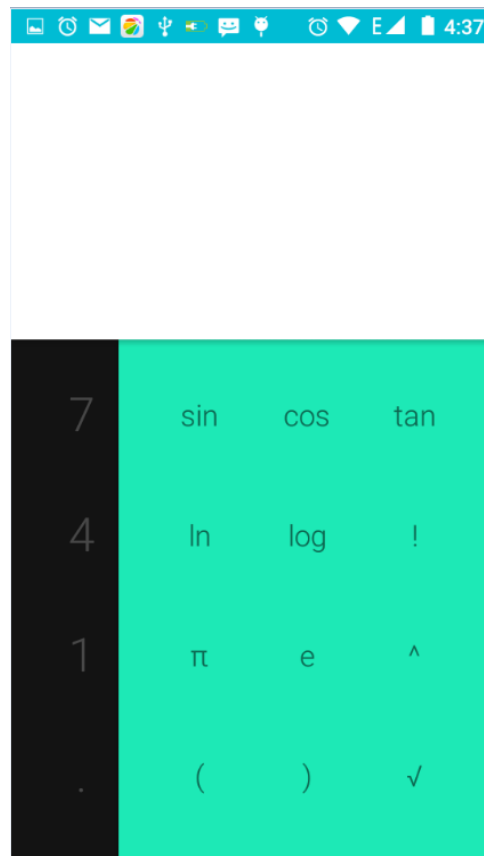 E 4:37
7 sin cos tan
4 ln log !
1 π e ^
. ( ) √